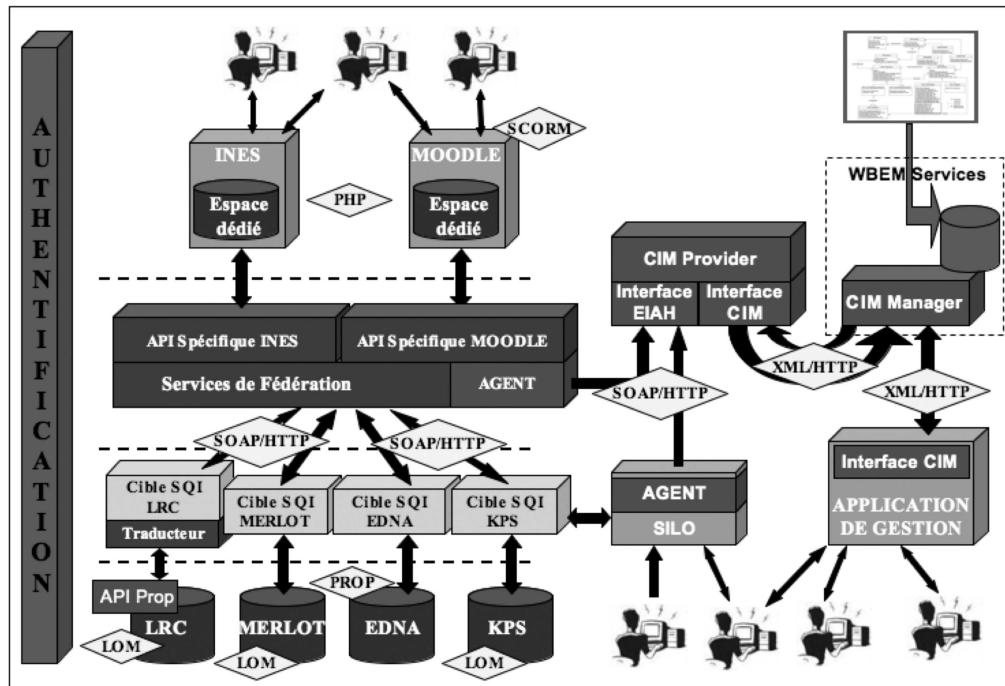 AUTHENTIFICATION
SCORM
INES
MOODLE
Espace
dédié
PHP
Espace
dédié
WBEM Services
CIM Provider
Interface
EIAH
Interface
CIM
CIM Manager
API Spécifique INES
API Spécifique MOODLE
Services de Fédération
AGENT
SOAP/HTTP
XML/HTTP
XML/HTTP
SOAP/HTTP
SOAP/HTTP
Cible SQI
LRC
Traducteur
Cible SQI
MERLOT
Cible SQI
EDNA
Cible SQI
KPS
AGENT
SILO
Interface CIM
APPLICATION
DE GESTION
API Prop
PROP
LRC
MERLOT
EDNA
KPS
LOM
LOM
LOM